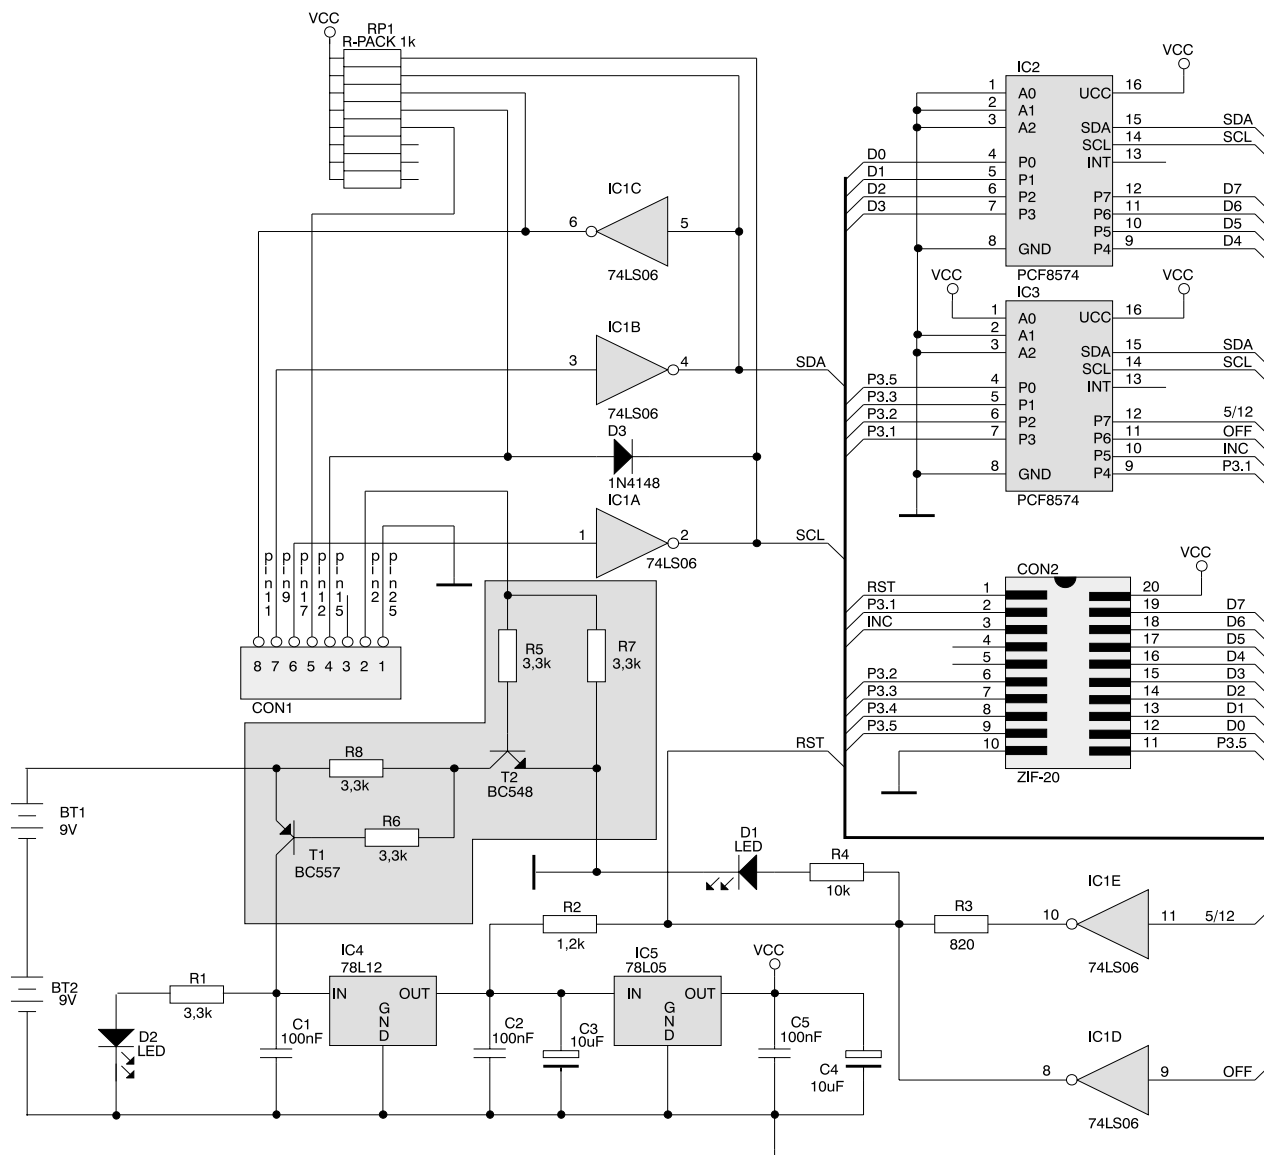 VCC
RP1
R-PACK 1k
IC1C
6
5
74LS06
IC1B
3
4
74LS06
SDA
D3
1N4148
IC1A
1
2
74LS06
SCL
pin11
pin9
pin17
pin12
pin15
pin2
pin25
8 7 6 5 4 3 2 1
CON1
R5
3,3k
R7
3,3k
R8
3,3k
T2
BC548
R6
3,3k
T1
BC557
BT1
9V
BT2
9V
RST
D1
LED
R4
10k
R2
1,2k
R3
820
IC1E
10
11
5/12
74LS06
IC1D
8
9
OFF
74LS06
R1
3,3k
D2
LED
C1
100nF
IC4
78L12
IN
OUT
GND
C2
100nF
C3
10uF
IC5
78L05
IN
OUT
GND
VCC
C5
100nF
C4
10uF
IC2
VCC
1 A0 UCC 16
2 A1
3 A2 SDA 15 SDA
SCL 14 SCL
D0 4 P0 INT 13
D1 5 P1
D2 6 P2 P7 12 D7
D3 7 P3 P6 11 D6
P5 10 D5
8 GND P4 9 D4
PCF8574
IC3
VCC
VCC
1 A0 UCC 16
2 A1
3 A2 SDA 15 SDA
SCL 14 SCL
P3.5 4 P0 INT 13
P3.3 5 P1
P3.2 6 P2 P7 12 5/12
P3.1 7 P3 P6 11 OFF
P5 10 INC
8 GND P4 9 P3.1
PCF8574
CON2
VCC
RST 1 20
P3.1 2 19 D7
INC 3 18 D6
4 17 D5
5 16 D4
P3.2 6 15 D3
P3.3 7 14 D2
P3.4 8 13 D1
P3.5 9 12 D0
10 11 P3.5
ZIF-20